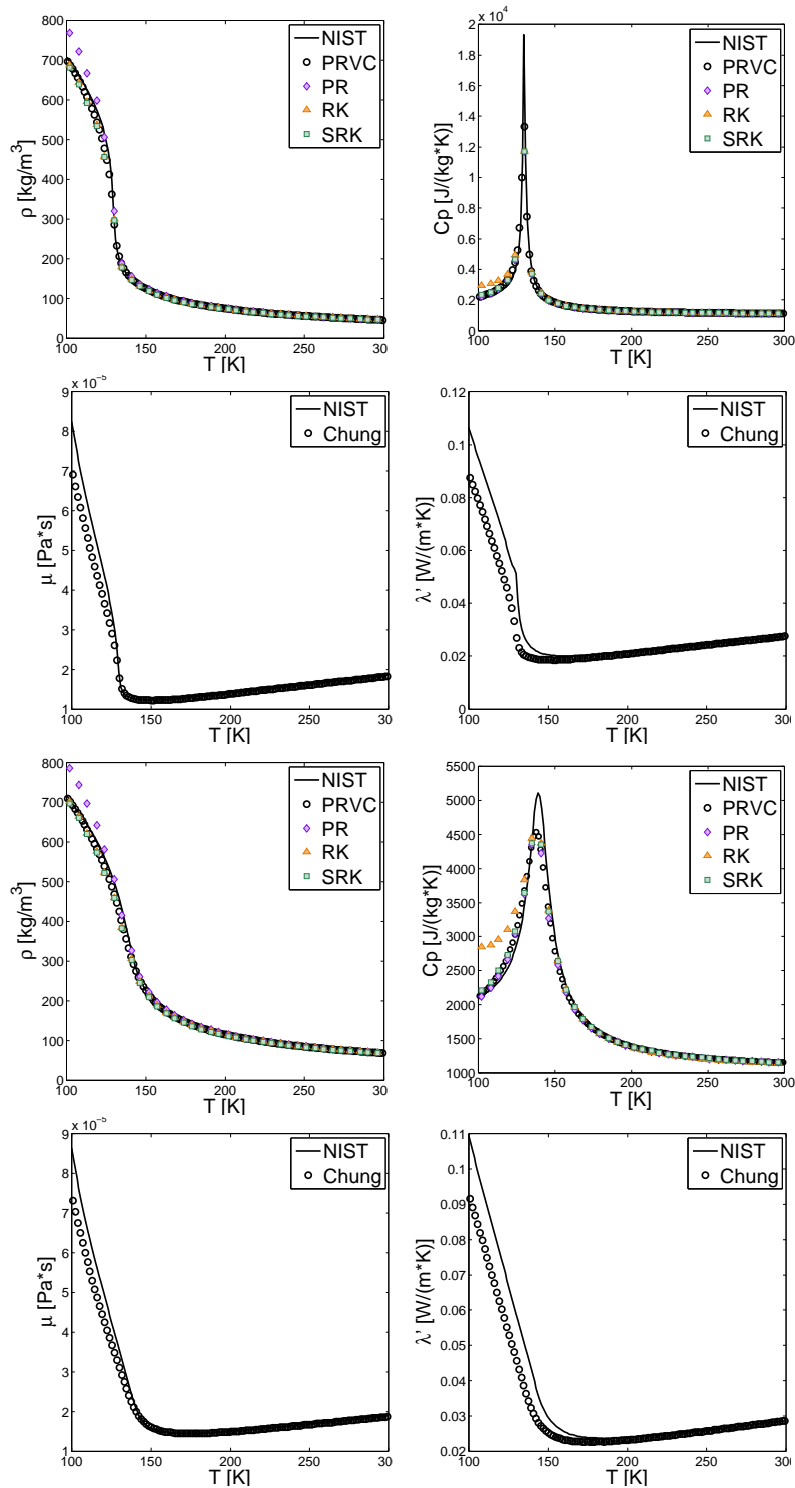 800
700
600
500
400
300
200
100
0
ρ [kg/m³]
100 150 200 250 300
T [K]
NIST
PRVC
PR
RK
SRK
x 10⁴
2
1.8
1.6
1.4
1.2
1
0.8
0.6
0.4
0.2
0
Cp [J/(kg*K)]
100 150 200 250 300
T [K]
NIST
PRVC
PR
RK
SRK
x 10⁻⁵
9
8
7
6
5
4
3
2
1
μ [Pa*s]
100 150 200 250 300
T [K]
NIST
Chung
0.12
0.1
0.08
0.06
0.04
0.02
0
λ' [W/(m*K)]
100 150 200 250 300
T [K]
NIST
Chung
800
700
600
500
400
300
200
100
0
ρ [kg/m³]
100 150 200 250 300
T [K]
NIST
PRVC
PR
RK
SRK
5500
5000
4500
4000
3500
3000
2500
2000
1500
1000
Cp [J/(kg*K)]
100 150 200 250 300
T [K]
NIST
PRVC
PR
RK
SRK
x 10⁻⁵
9
8
7
6
5
4
3
2
1
μ [Pa*s]
100 150 200 250 300
T [K]
NIST
Chung
0.11
0.1
0.09
0.08
0.07
0.06
0.05
0.04
0.03
0.02
λ' [W/(m*K)]
100 150 200 250 300
T [K]
NIST
Chung